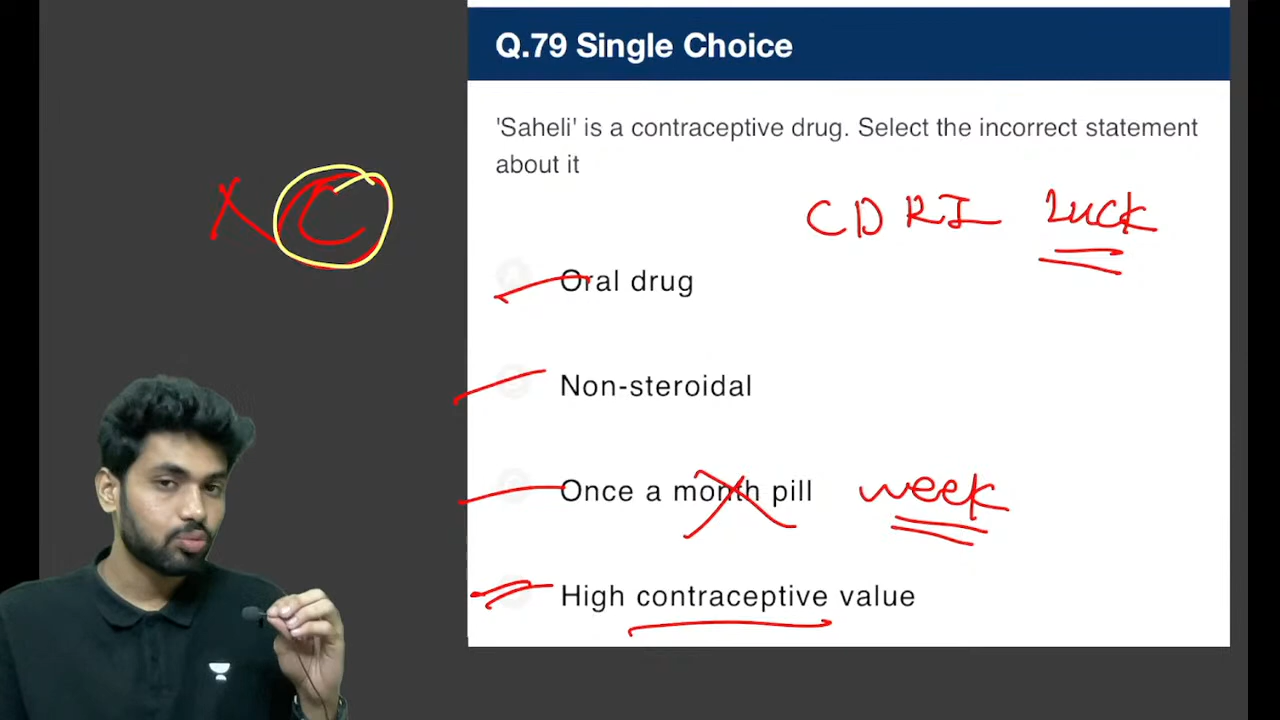 Q.79 Single Choice
'Saheli' is a contraceptive drug. Select the incorrect statement
about it
CDRI Luck
X C
Oral drug
Non-steroidal
Once a month pill week
High contraceptive value